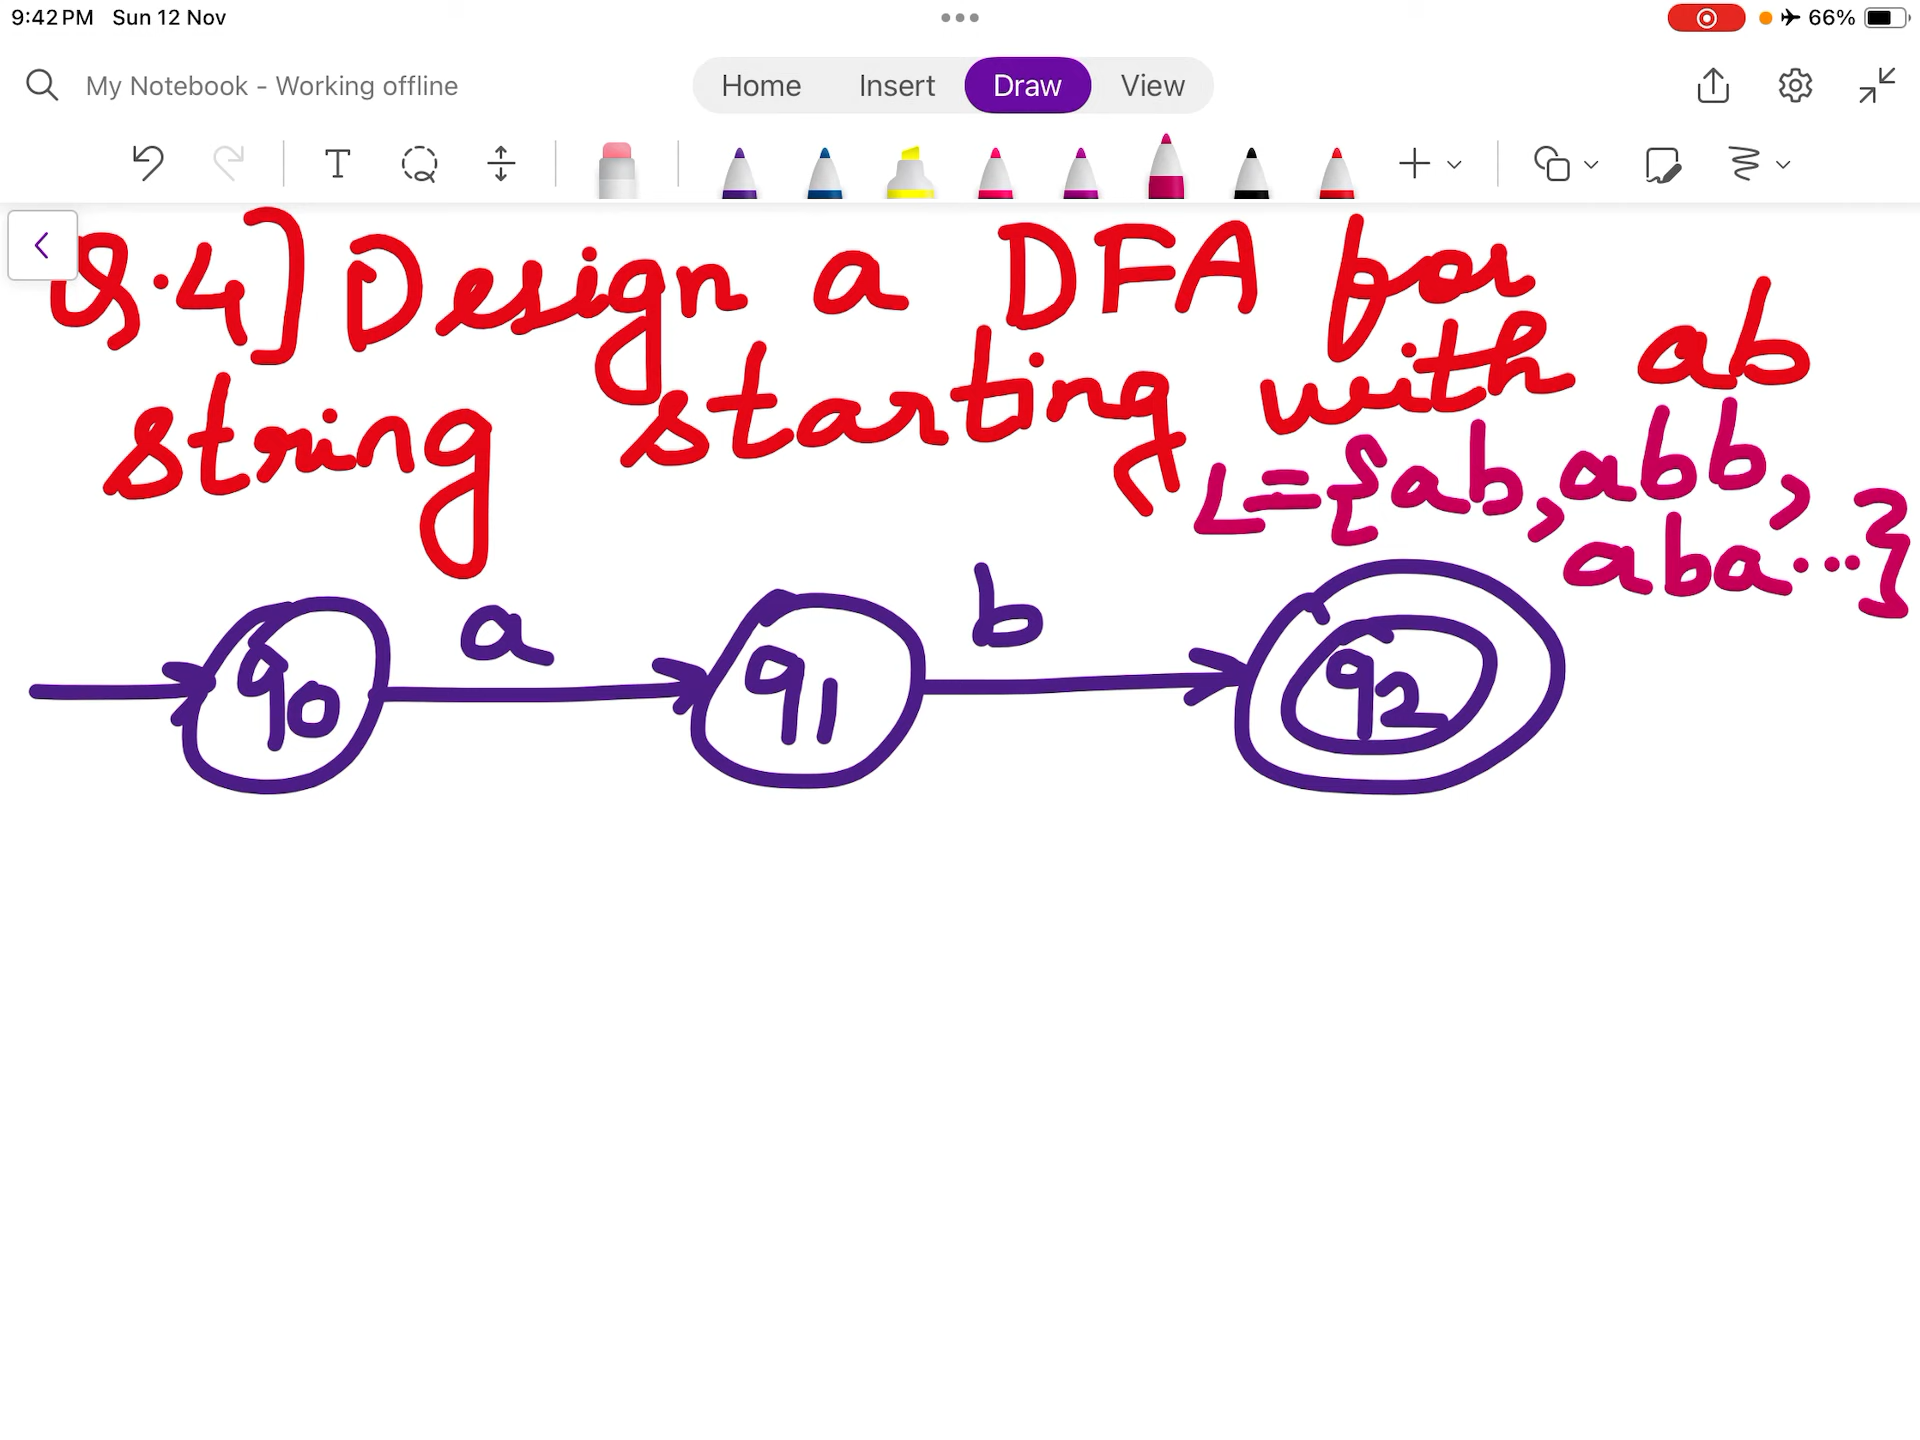 9:42 PM Sun 12 Nov 66%
My Notebook - Working offline Home Insert Draw View
T
Q.4] Design a DFA for
string starting with ab
L={ab,abb,
aba...}
a b
q0 q1 q2